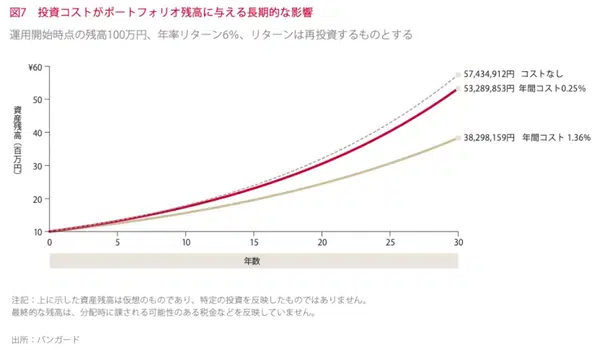 図7 投資コストがポートフォリオ残高に与える長期的な影響
運用開始時点の残高100万円、年率リターン6％、リターンは再投資するものとする
¥60
50
40
30
20
10
資産残高（百万円）
57,434,912円 コストなし
53,289,853円 年間コスト0.25%
38,298,159円 年間コスト 1.36%
0
5
10
15
20
25
30
年数
注記：上に示した資産残高は仮想のものであり、特定の投資を反映したものではありません。
最終的な残高は、分配時に課される可能性のある税金などを反映していません。
出所：バンガード